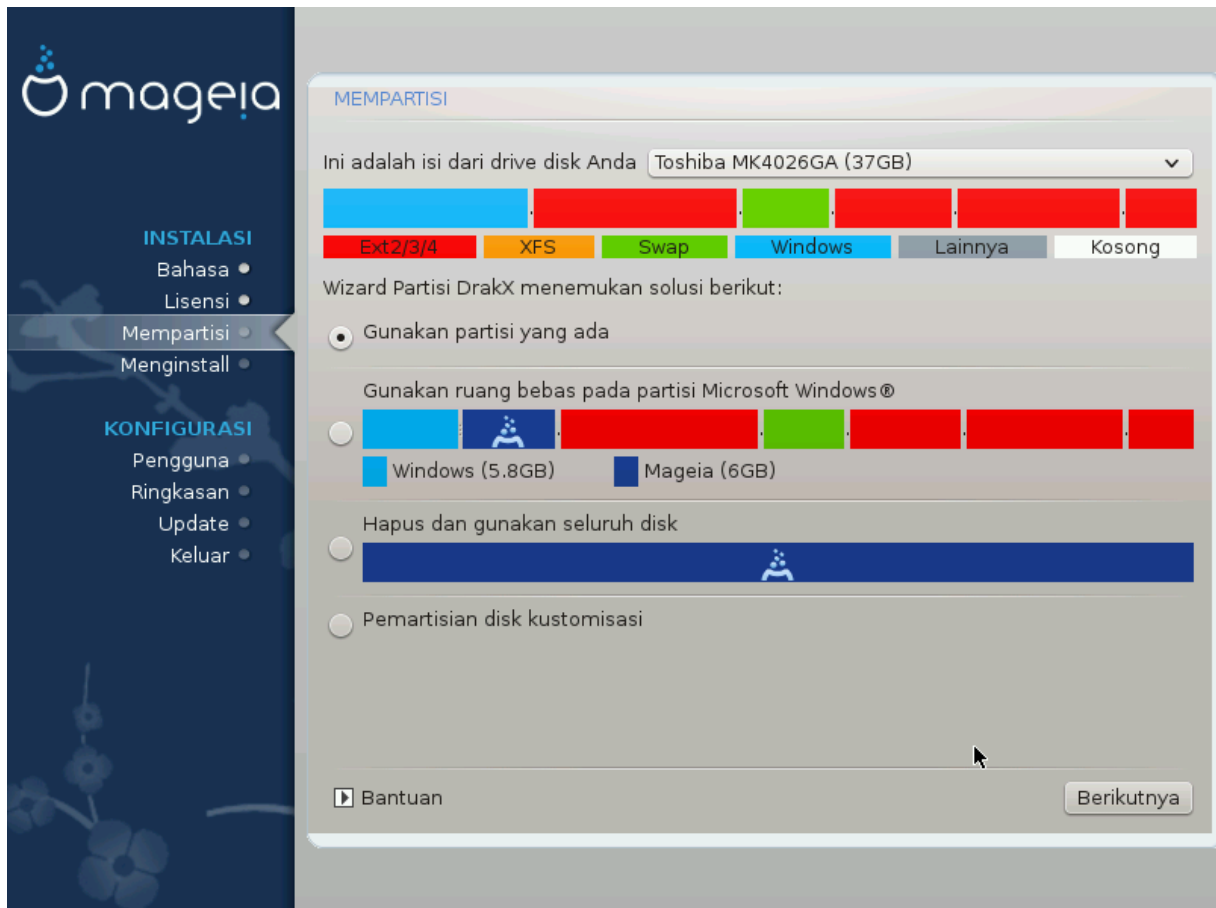 mageia
INSTALASI
Bahasa
Lisensi
Mempartisi
Menginstall
KONFIGURASI
Pengguna
Ringkasan
Update
Keluar
MEMPARTISI
Ini adalah isi dari drive disk Anda Toshiba MK4026GA (37GB)
Ext2/3/4 XFS Swap Windows Lainnya Kosong
Wizard Partisi DrakX menemukan solusi berikut:
Gunakan partisi yang ada
Gunakan ruang bebas pada partisi Microsoft Windows®
Windows (5.8GB) Mageia (6GB)
Hapus dan gunakan seluruh disk
Pemartisian disk kustomisasi
Bantuan
Berikutnya